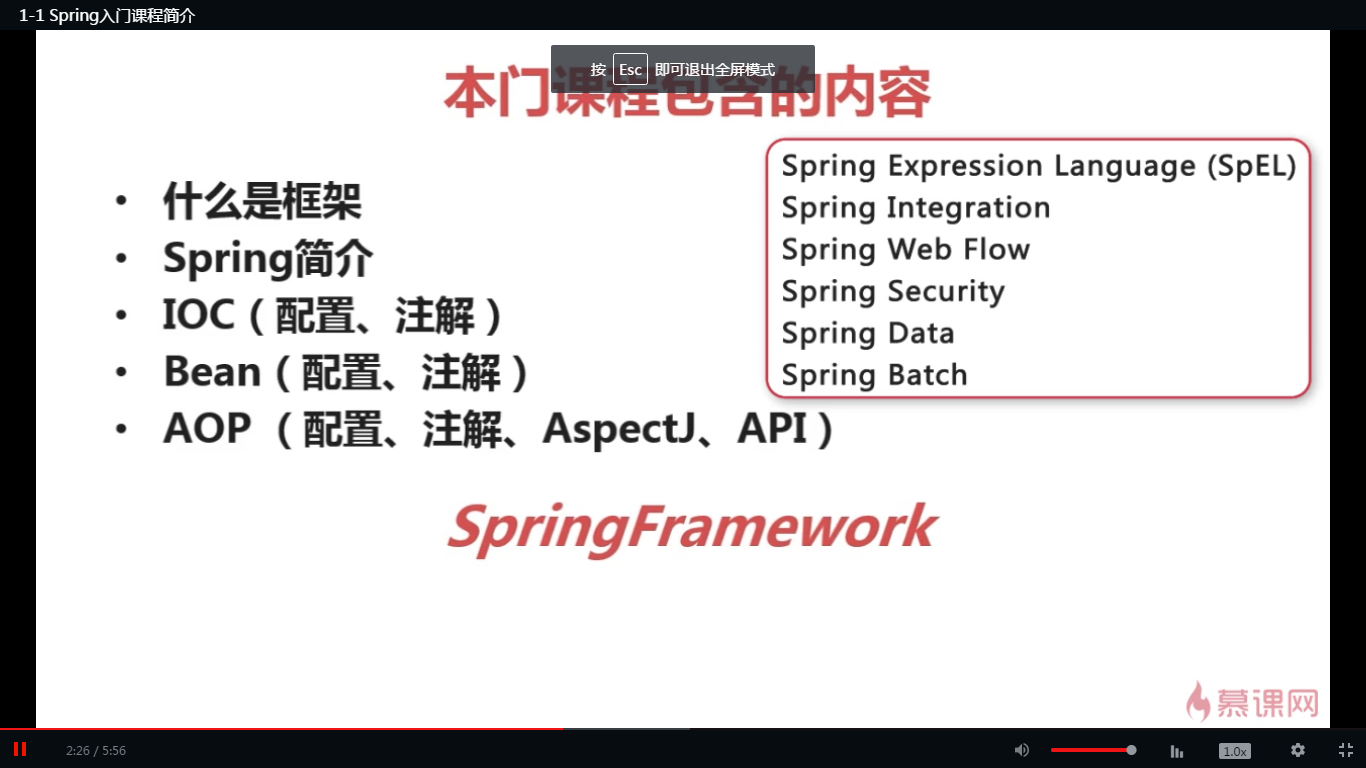 1-1 Spring入门课程简介
按 Esc 即可退出全屏模式
本门课程包含的内容
• 什么是框架
• Spring简介
• IOC（配置、注解）
• Bean（配置、注解）
• AOP （配置、注解、AspectJ、API）
Spring Expression Language (SpEL)
Spring Integration
Spring Web Flow
Spring Security
Spring Data
Spring Batch
SpringFramework
慕课网
2:26 / 5:56
1.0x